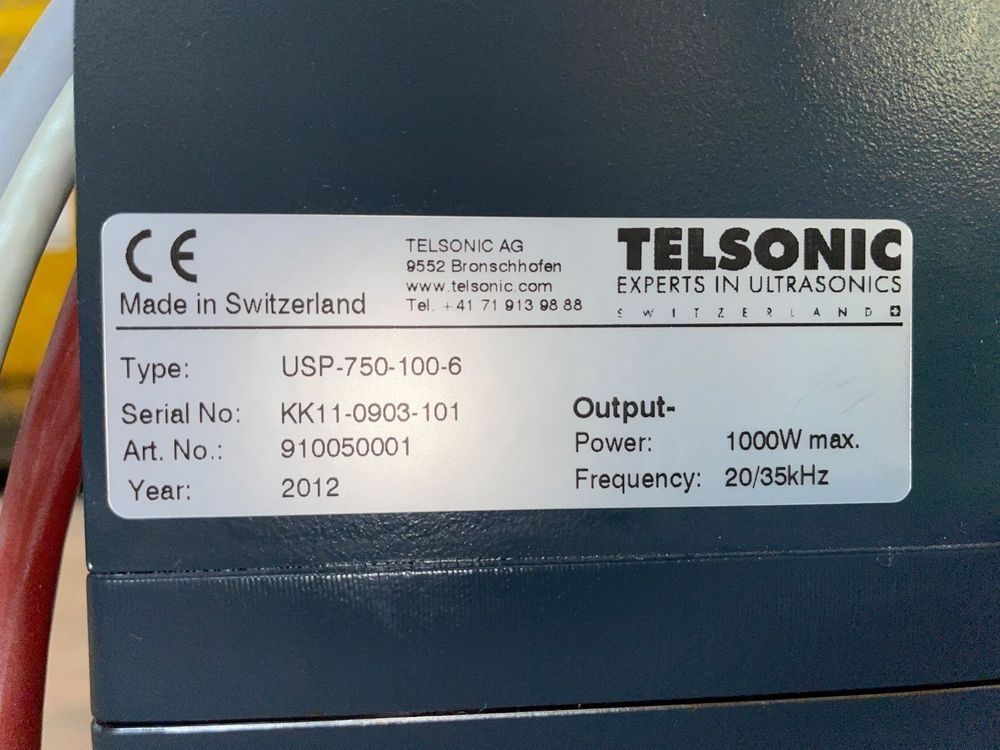 CE
Made in Switzerland
TELSONIC AG
9552 Bronschhofen
www.telsonic.com
Tel. +41 71 913 98 88
TELSONIC
EXPERTS IN ULTRASONICS
SWITZERLAND
Type: USP-750-100-6
Serial No: KK11-0903-101
Art. No.: 910050001
Year: 2012
Output-
Power: 1000W max.
Frequency: 20/35kHz